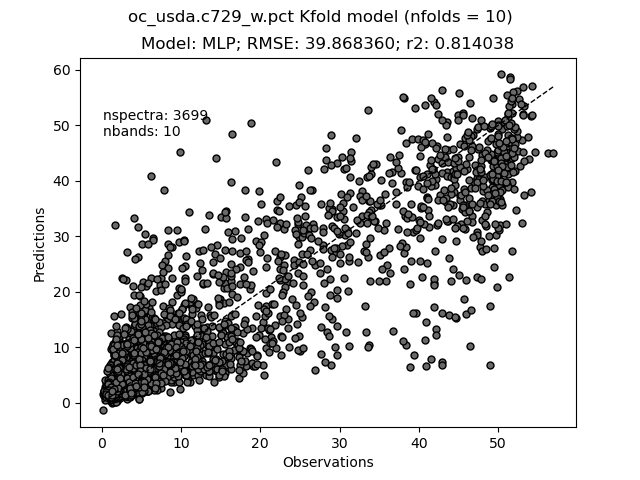 oc_usda.c729_w.pct Kfold model (nfolds = 10)
Model: MLP; RMSE: 39.868360; r2: 0.814038
nspectra: 3699
nbands: 10
60
50
40
30
20
10
0
Predictions
0 10 20 30 40 50
Observations